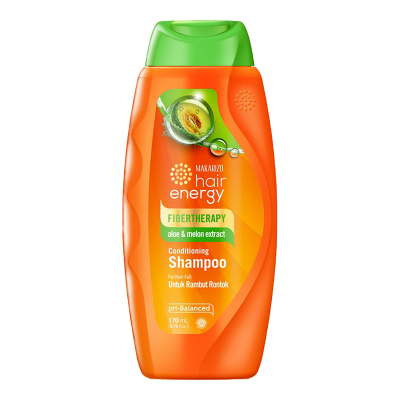 MAKARIZO
hair
energy
FIBERTHERAPY
aloe & melon extract
Conditioning
Shampoo
For Hair Fall
Untuk Rambut Rontok
pH-Balanced
170 mL